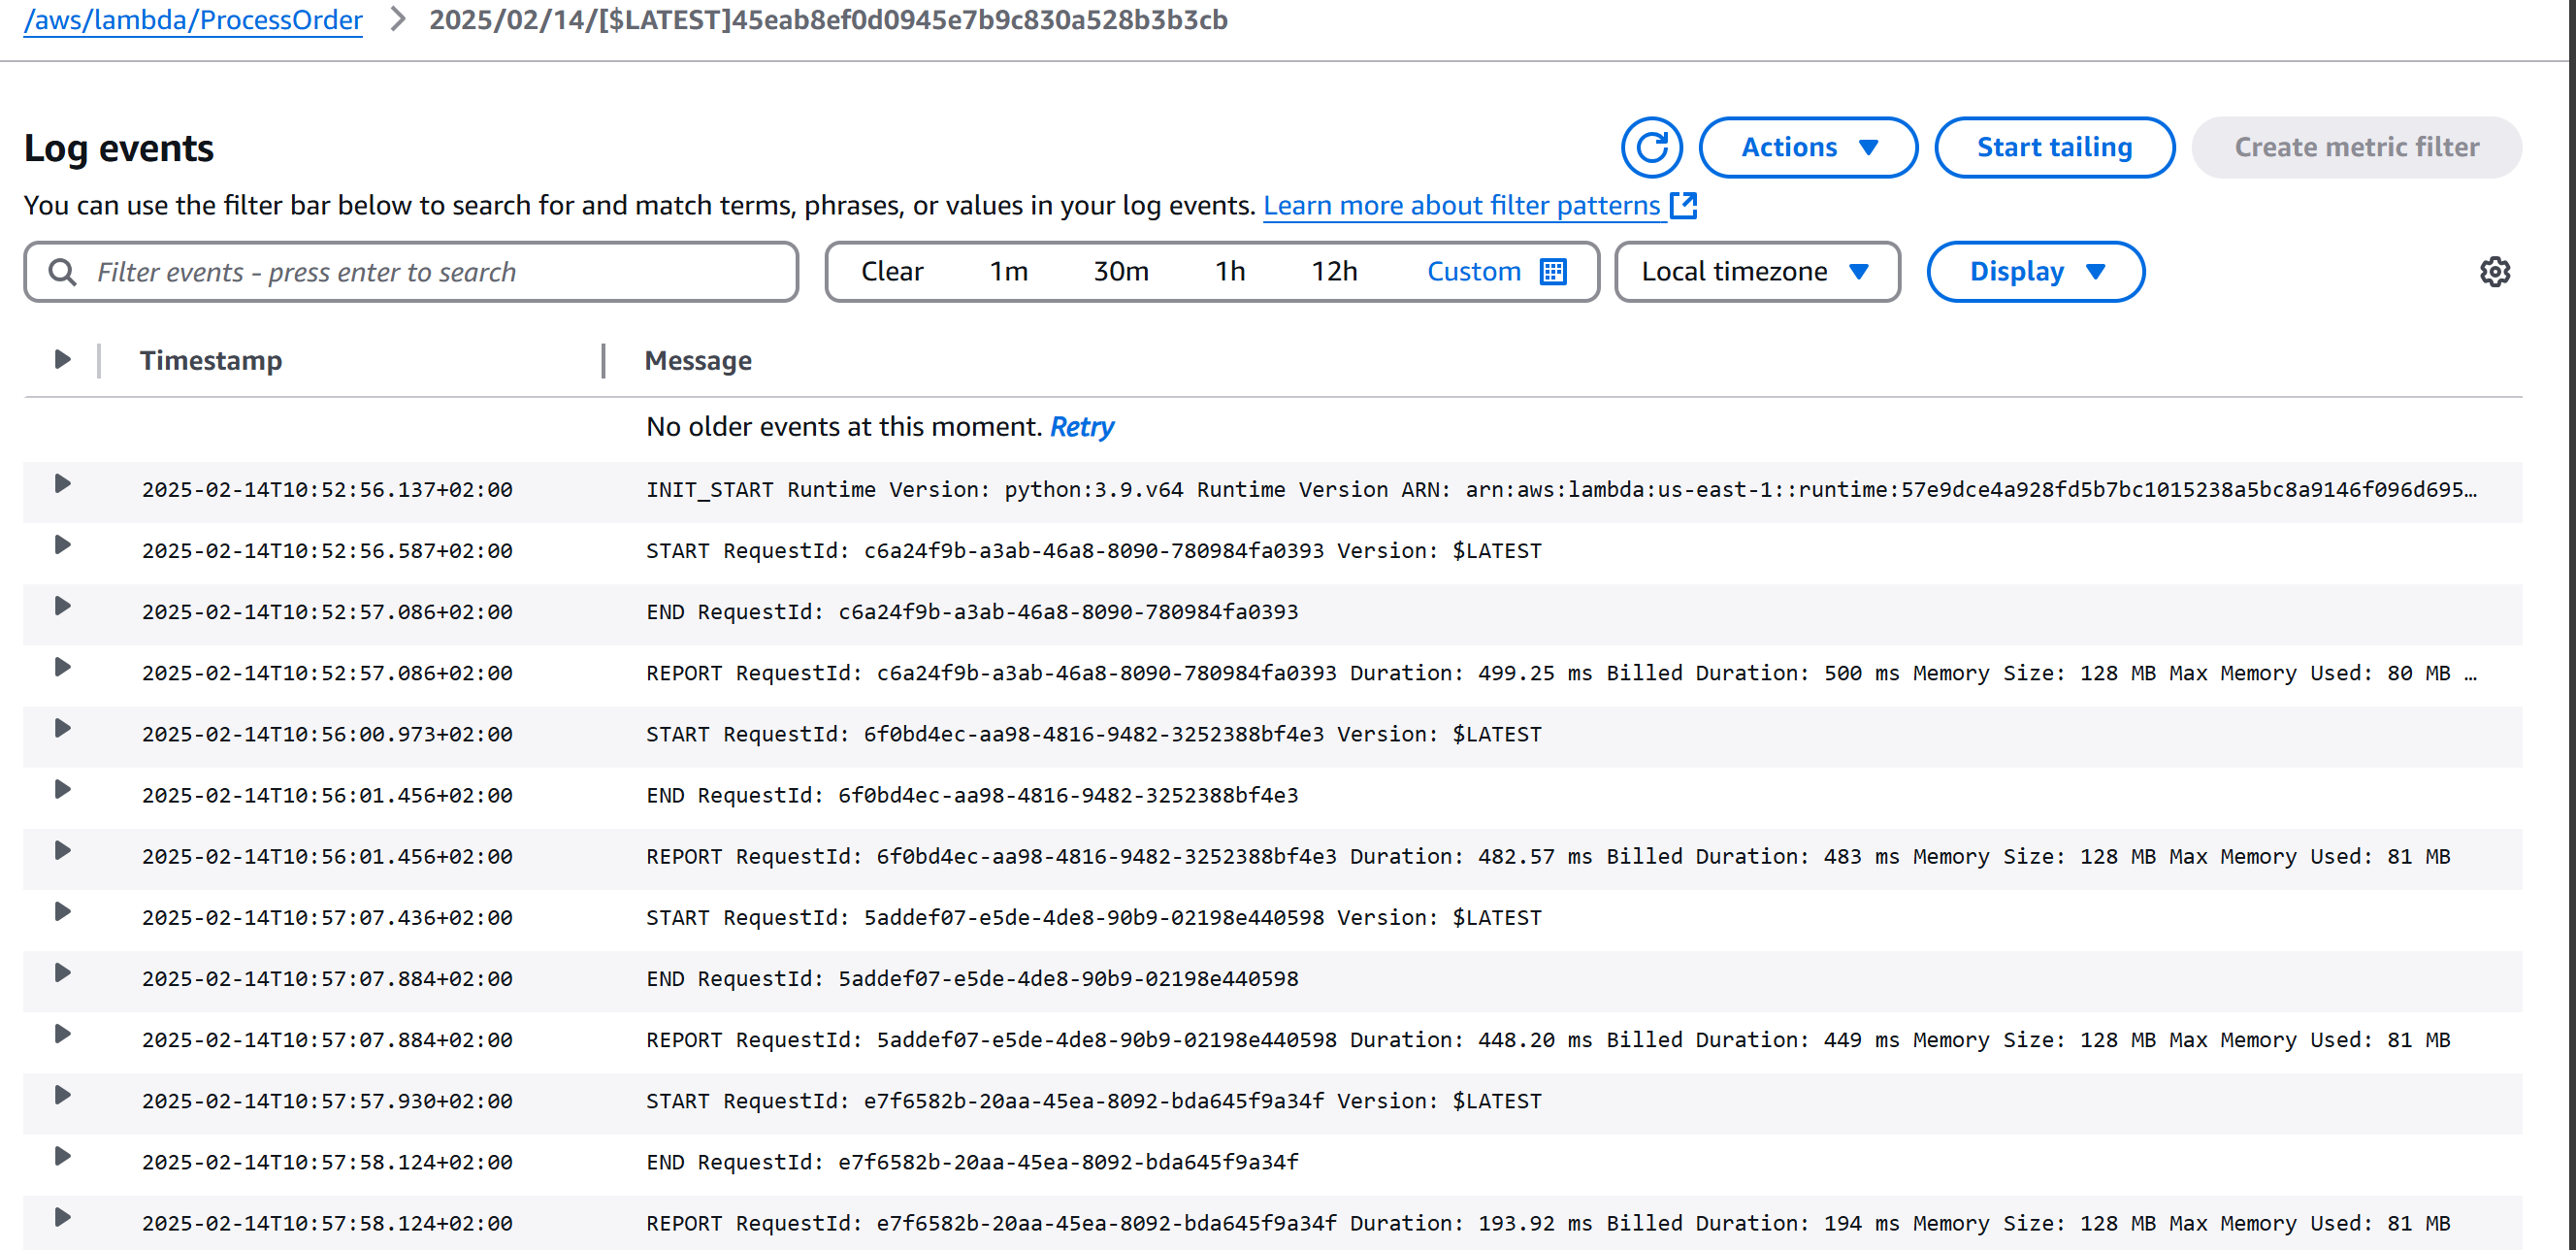 /aws/lambda/ProcessOrder > 2025/02/14/[$LATEST]45eab8ef0d0945e7b9c830a528b3b3cb
Log events
Actions
Start tailing
Create metric filter
You can use the filter bar below to search for and match terms, phrases, or values in your log events. Learn more about filter patterns
Filter events - press enter to search
Clear 1m 30m 1h 12h Custom
Local timezone
Display
Timestamp Message
No older events at this moment. Retry
2025-02-14T10:52:56.137+02:00 INIT_START Runtime Version: python:3.9.v64 Runtime Version ARN: arn:aws:lambda:us-east-1::runtime:57e9dce4a928fd5b7bc1015238a5bc8a9146f096d695…
2025-02-14T10:52:56.587+02:00 START RequestId: c6a24f9b-a3ab-46a8-8090-780984fa0393 Version: $LATEST
2025-02-14T10:52:57.086+02:00 END RequestId: c6a24f9b-a3ab-46a8-8090-780984fa0393
2025-02-14T10:52:57.086+02:00 REPORT RequestId: c6a24f9b-a3ab-46a8-8090-780984fa0393 Duration: 499.25 ms Billed Duration: 500 ms Memory Size: 128 MB Max Memory Used: 80 MB …
2025-02-14T10:56:00.973+02:00 START RequestId: 6f0bd4ec-aa98-4816-9482-3252388bf4e3 Version: $LATEST
2025-02-14T10:56:01.456+02:00 END RequestId: 6f0bd4ec-aa98-4816-9482-3252388bf4e3
2025-02-14T10:56:01.456+02:00 REPORT RequestId: 6f0bd4ec-aa98-4816-9482-3252388bf4e3 Duration: 482.57 ms Billed Duration: 483 ms Memory Size: 128 MB Max Memory Used: 81 MB
2025-02-14T10:57:07.436+02:00 START RequestId: 5addef07-e5de-4de8-90b9-02198e440598 Version: $LATEST
2025-02-14T10:57:07.884+02:00 END RequestId: 5addef07-e5de-4de8-90b9-02198e440598
2025-02-14T10:57:07.884+02:00 REPORT RequestId: 5addef07-e5de-4de8-90b9-02198e440598 Duration: 448.20 ms Billed Duration: 449 ms Memory Size: 128 MB Max Memory Used: 81 MB
2025-02-14T10:57:57.930+02:00 START RequestId: e7f6582b-20aa-45ea-8092-bda645f9a34f Version: $LATEST
2025-02-14T10:57:58.124+02:00 END RequestId: e7f6582b-20aa-45ea-8092-bda645f9a34f
2025-02-14T10:57:58.124+02:00 REPORT RequestId: e7f6582b-20aa-45ea-8092-bda645f9a34f Duration: 193.92 ms Billed Duration: 194 ms Memory Size: 128 MB Max Memory Used: 81 MB